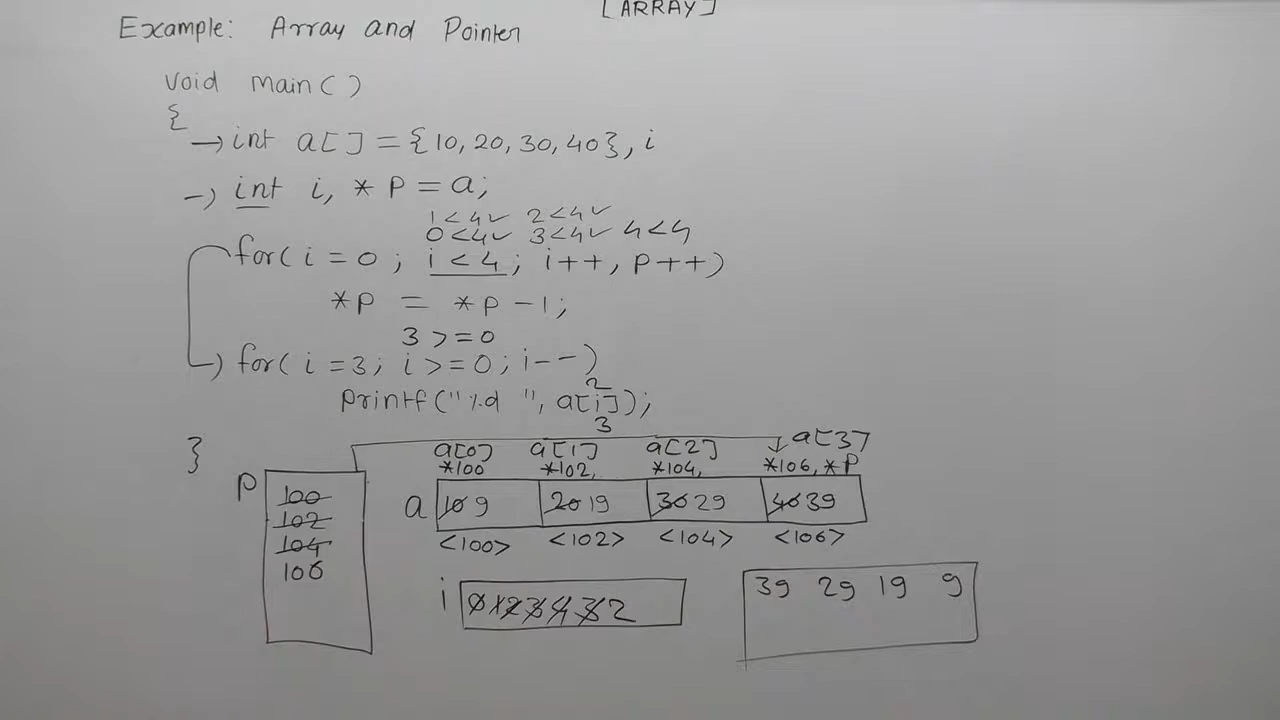 [ARRAY]
Example: Array and Pointer
void main()
{
→ int a[] = {10, 20, 30, 40}, i
→ int i, *P = a;
1<4✓ 2<4✓
0<4✓ 3<4✓ 4<4
for( i = 0 ; i < 4 ; i++, P++)
*P = *P -1;
3 >= 0
for( i = 3; i >= 0; i--)
2
printf("%d ", a[i]);
3
}
a[0] a[1] a[2] a[3]
*100 *102, *104, *106, *P
P
100
102
104
106
a 10 9 20 19 30 29 40 39
<100> <102> <104> <106>
i 0 1 2 3 4 3 2
39 29 19 9